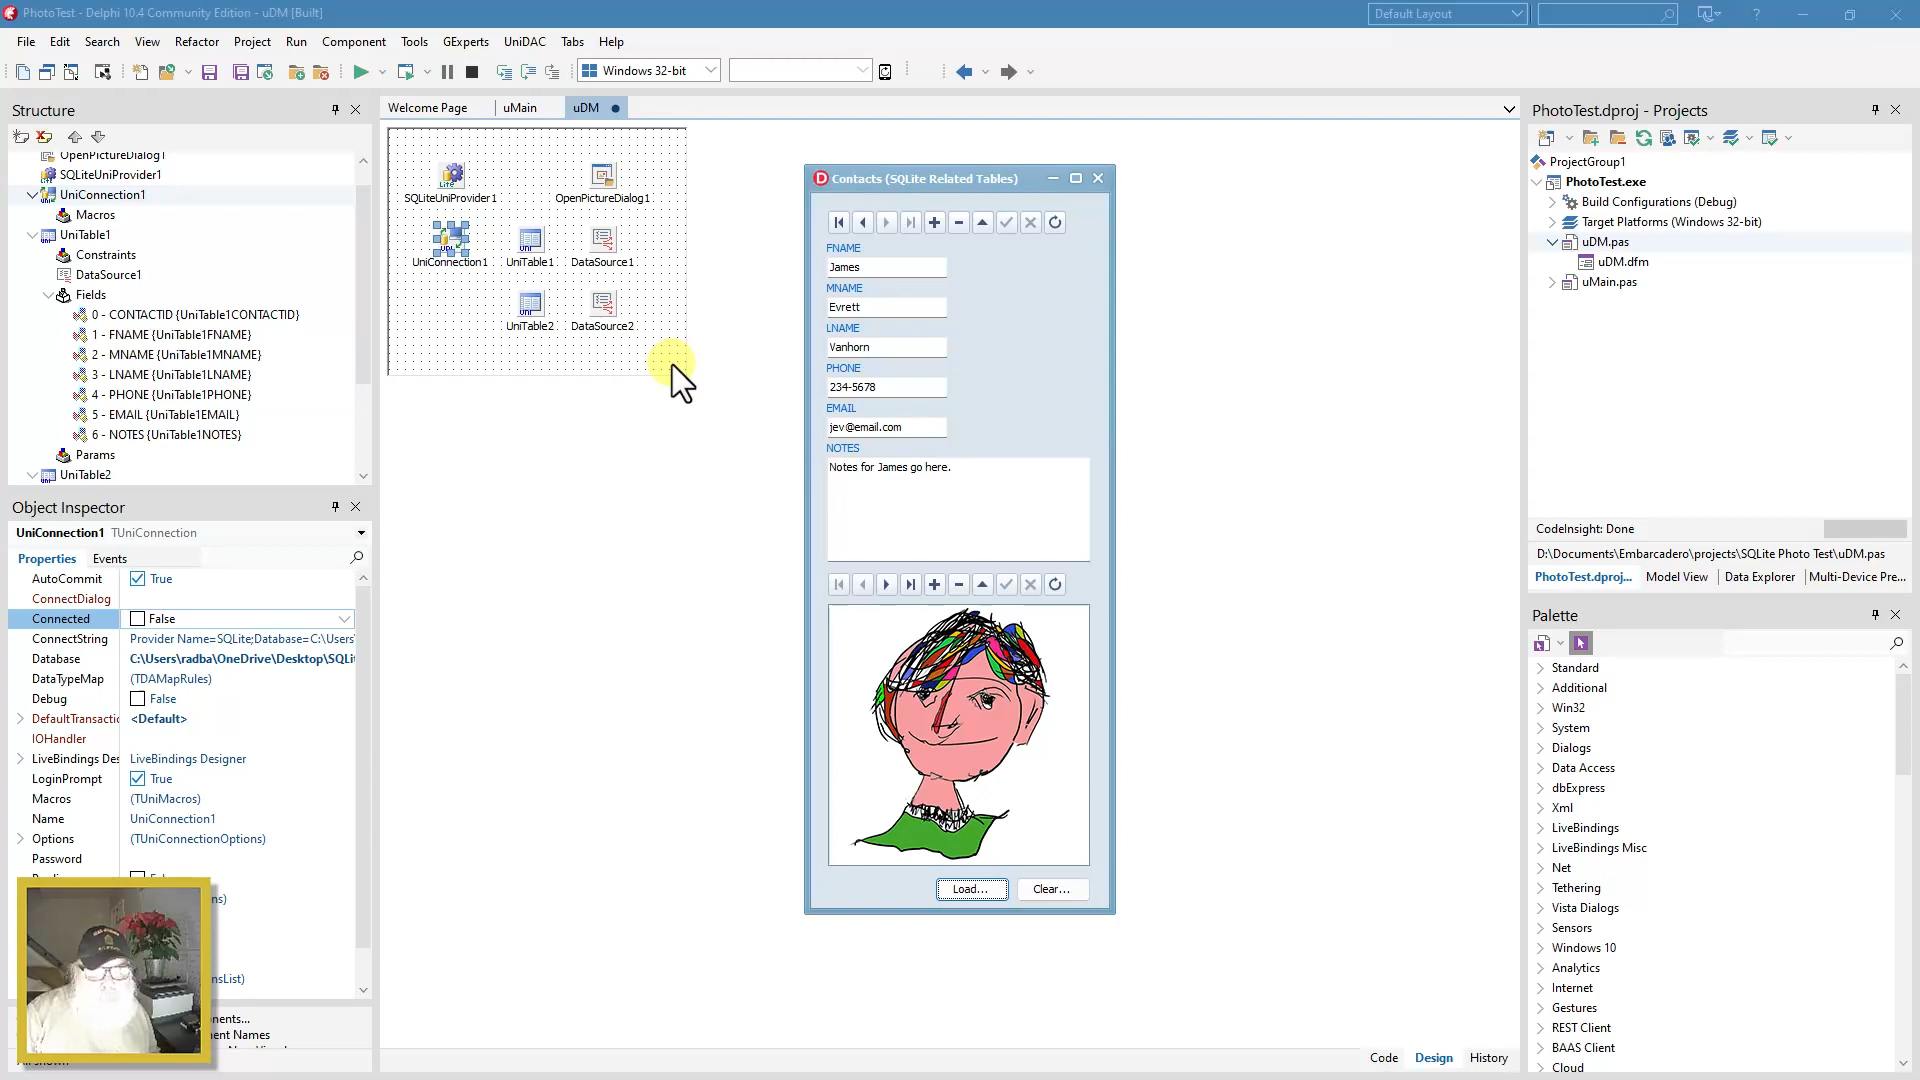 PhotoTest - Delphi 10.4 Community Edition - uDM [Built]
Default Layout
File Edit Search View Refactor Project Run Component Tools GExperts UniDAC Tabs Help
Windows 32-bit
Structure
OpenPictureDialog1
SQLiteUniProvider1
UniConnection1
Macros
UniTable1
Constraints
DataSource1
Fields
0 - CONTACTID {UniTable1CONTACTID}
1 - FNAME {UniTable1FNAME}
2 - MNAME {UniTable1MNAME}
3 - LNAME {UniTable1LNAME}
4 - PHONE {UniTable1PHONE}
5 - EMAIL {UniTable1EMAIL}
6 - NOTES {UniTable1NOTES}
Params
UniTable2
Object Inspector
UniConnection1 TUniConnection
Properties Events
AutoCommit True
ConnectDialog
Connected False
ConnectString Provider Name=SQLite;Database=C:\Users
Database C:\Users\radba\OneDrive\Desktop\SQLi
DataTypeMap (TDAMapRules)
Debug False
DefaultTransactic <Default>
IOHandler
LiveBindings Des LiveBindings Designer
LoginPrompt True
Macros (TUniMacros)
Name UniConnection1
Options (TUniConnectionOptions)
Password
ns)
nsList)
nents...
ent Names
Welcome Page uMain uDM
SQLiteUniProvider1 OpenPictureDialog1
UniConnection1 UniTable1 DataSource1
UniTable2 DataSource2
Contacts (SQLite Related Tables)
FNAME
James
MNAME
Evrett
LNAME
Vanhorn
PHONE
234-5678
EMAIL
jev@email.com
NOTES
Notes for James go here.
Load... Clear...
Code Design History
PhotoTest.dproj - Projects
ProjectGroup1
PhotoTest.exe
Build Configurations (Debug)
Target Platforms (Windows 32-bit)
uDM.pas
uDM.dfm
uMain.pas
CodeInsight: Done
D:\Documents\Embarcadero\projects\SQLite Photo Test\uDM.pas
PhotoTest.dproj... Model View Data Explorer Multi-Device Pre...
Palette
Standard
Additional
Win32
System
Dialogs
Data Access
dbExpress
Xml
LiveBindings
LiveBindings Misc
Net
Tethering
Vista Dialogs
Sensors
Windows 10
Analytics
Internet
Gestures
REST Client
BAAS Client
Cloud